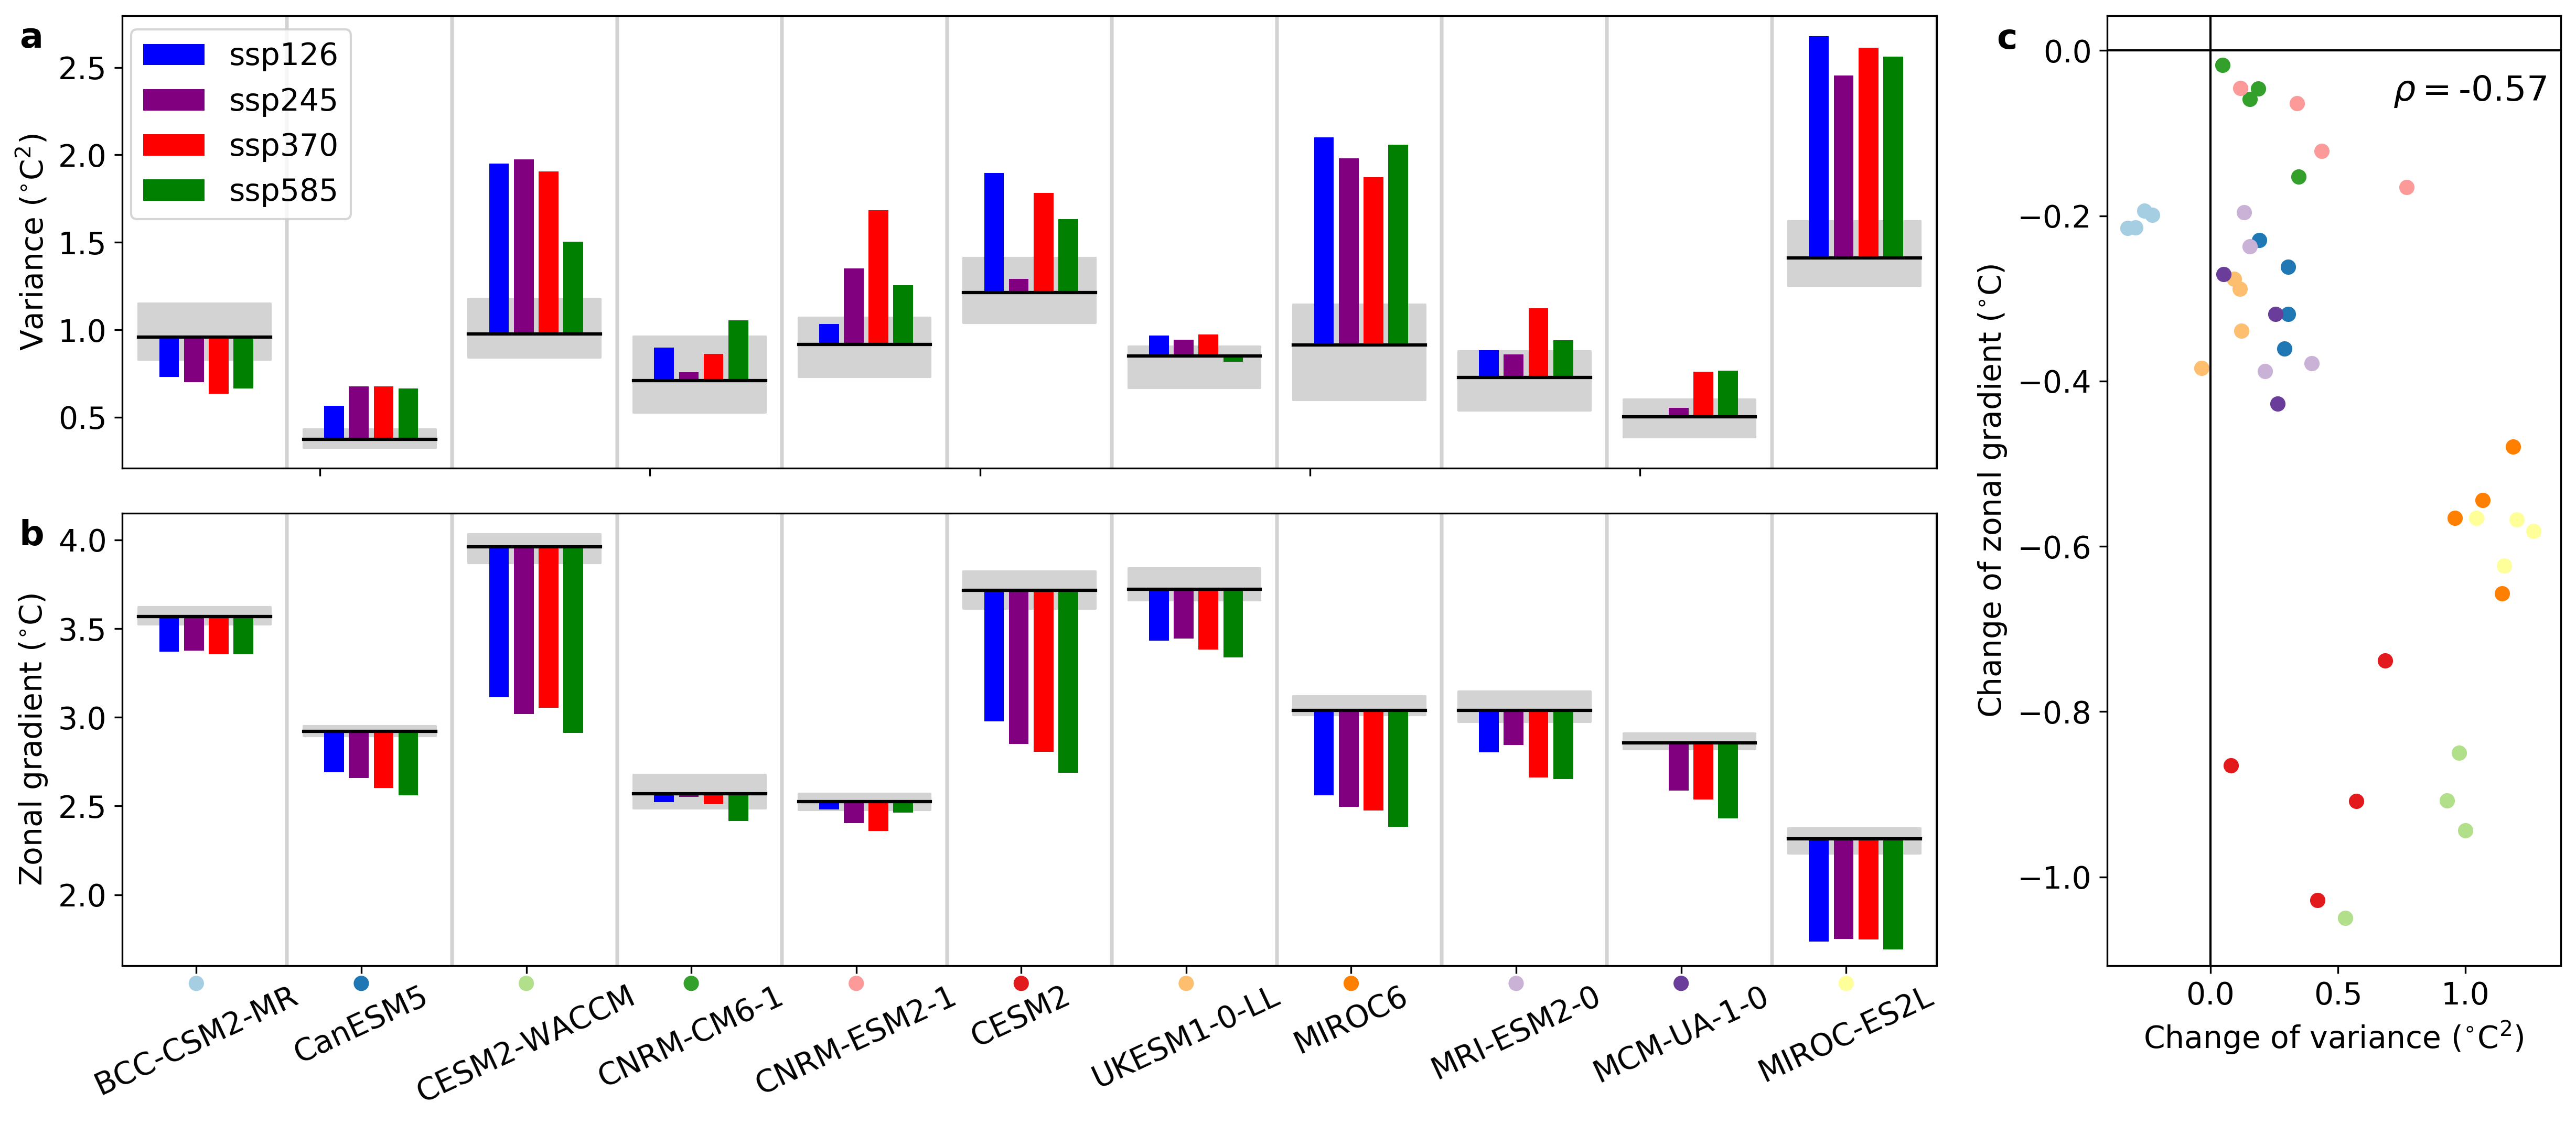 a
ssp126
ssp245
ssp370
ssp585
Variance (°C²)
2.5
2.0
1.5
1.0
0.5
b
Zonal gradient (°C)
4.0
3.5
3.0
2.5
2.0
BCC-CSM2-MR
CanESM5
CESM2-WACCM
CNRM-CM6-1
CNRM-ESM2-1
CESM2
UKESM1-0-LL
MIROC6
MRI-ESM2-0
MCM-UA-1-0
MIROC-ES2L
c
ρ = -0.57
Change of zonal gradient (°C)
0.0
−0.2
−0.4
−0.6
−0.8
−1.0
0.0 0.5 1.0
Change of variance (°C²)